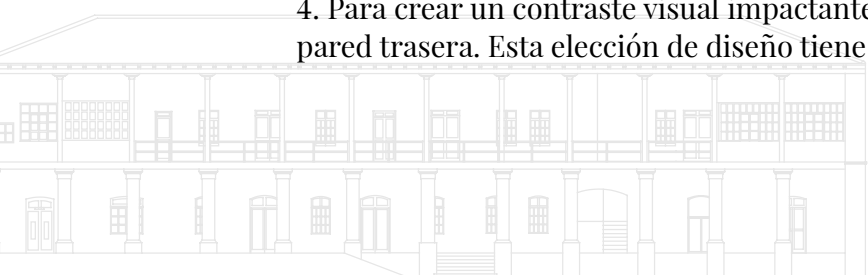 4. Para crear un contraste visual impactante
pared trasera. Esta elección de diseño tiene